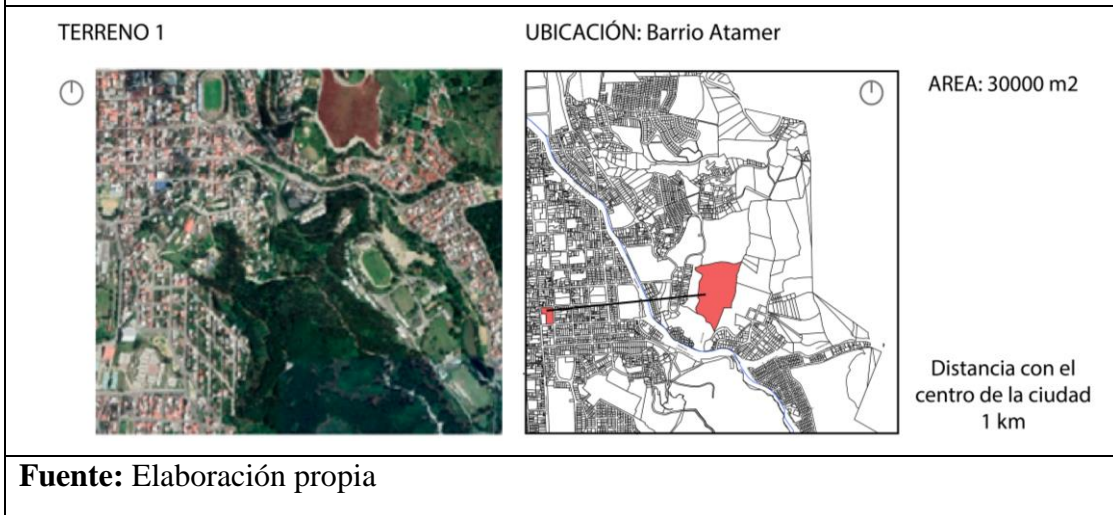 TERRENO 1
UBICACIÓN: Barrio Atamer
AREA: 30000 m2
Distancia con el
centro de la ciudad
1 km
Fuente: Elaboración propia